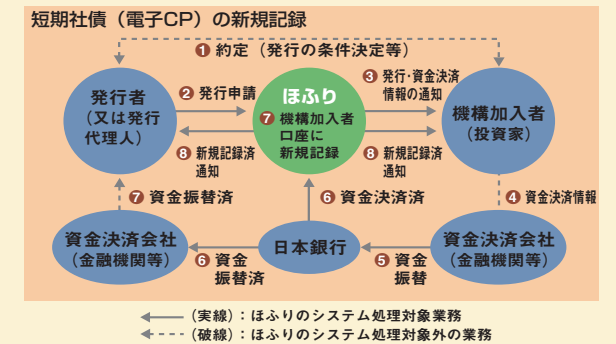 短期社債（電子CP）の新規記録
❶ 約定（発行の条件決定等）
発行者
（又は発行
代理人）
❷ 発行申請
ほふり
❼ 機構加入者
口座に
新規記録
❸ 発行・資金決済
情報の通知
機構加入者
（投資家）
❽ 新規記録済
通知
❽ 新規記録済
通知
❼ 資金振替済
❻ 資金決済済
❹ 資金決済情報
資金決済会社
（金融機関等）
❻ 資金
振替済
日本銀行
❺ 資金
振替
資金決済会社
（金融機関等）
（実線）：ほふりのシステム処理対象業務
（破線）：ほふりのシステム処理対象外の業務